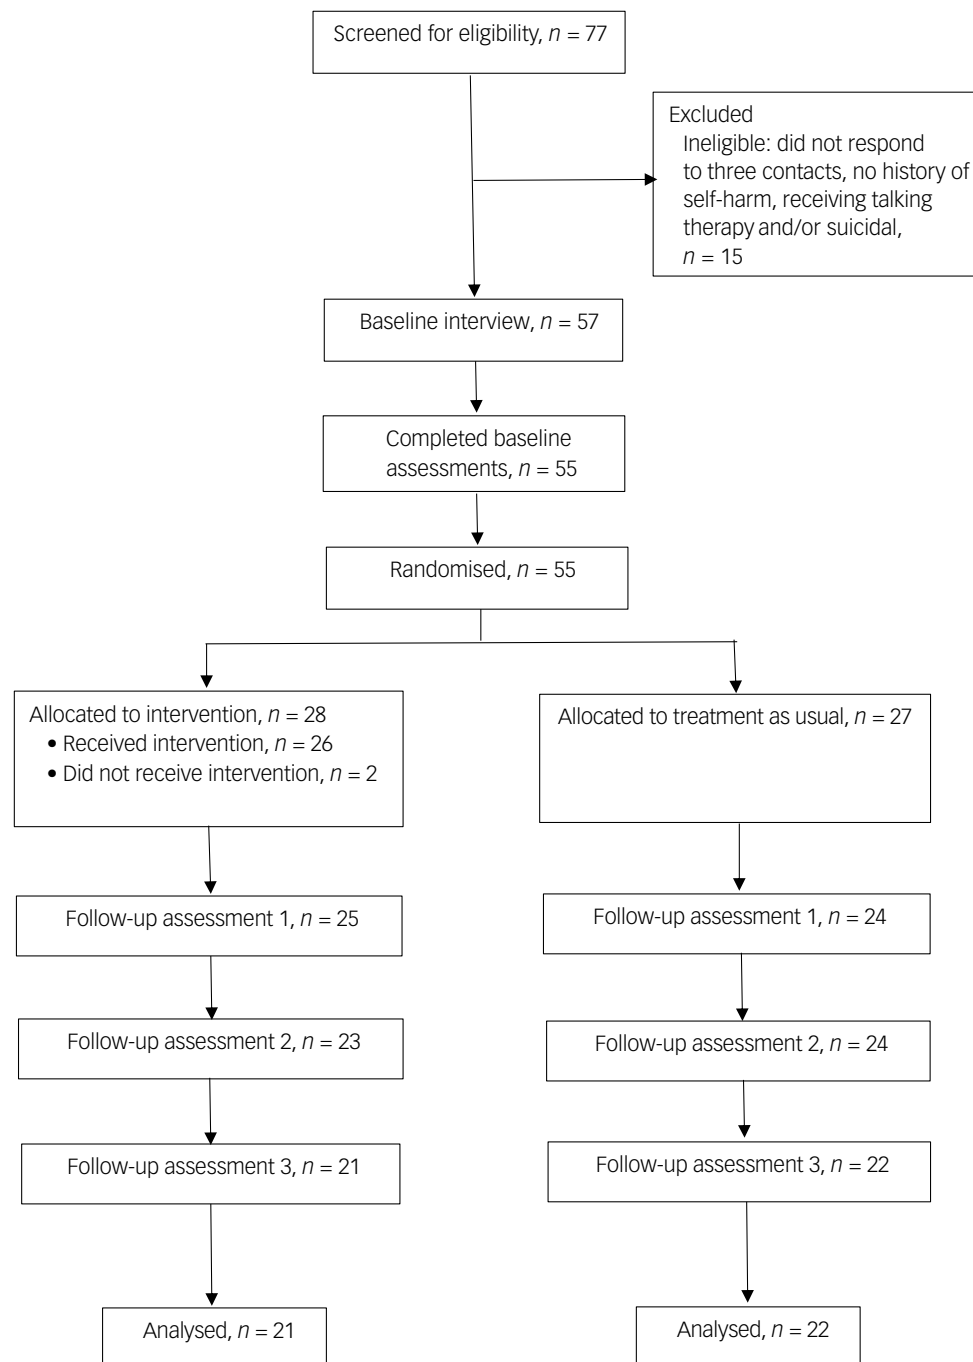 Screened for eligibility, n = 77
Excluded
Ineligible: did not respond
to three contacts, no history of
self-harm, receiving talking
therapy and/or suicidal,
n = 15
Baseline interview, n = 57
Completed baseline
assessments, n = 55
Randomised, n = 55
Allocated to intervention, n = 28
• Received intervention, n = 26
• Did not receive intervention, n = 2
Allocated to treatment as usual, n = 27
Follow-up assessment 1, n = 25
Follow-up assessment 1, n = 24
Follow-up assessment 2, n = 23
Follow-up assessment 2, n = 24
Follow-up assessment 3, n = 21
Follow-up assessment 3, n = 22
Analysed, n = 21
Analysed, n = 22